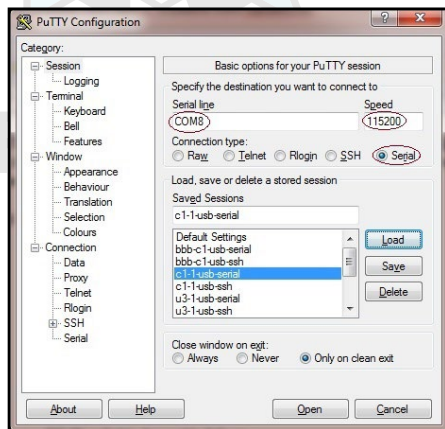 PuTTY Configuration
Category:
Session
Logging
Terminal
Keyboard
Bell
Features
Window
Appearance
Behaviour
Translation
Selection
Colours
Connection
Data
Proxy
Telnet
Rlogin
SSH
Serial
Basic options for your PuTTY session
Specify the destination you want to connect to
Serial line Speed
COM8 115200
Connection type:
Raw Telnet Rlogin SSH Serial
Load, save or delete a stored session
Saved Sessions
c1-1-usb-serial
Default Settings
bbb-c1-usb-serial
bbb-c1-usb-ssh
c1-1-usb-serial
c1-1-usb-ssh
u3-1-usb-serial
u3-1-usb-ssh
Load
Save
Delete
Close window on exit:
Always Never Only on clean exit
About Help Open Cancel